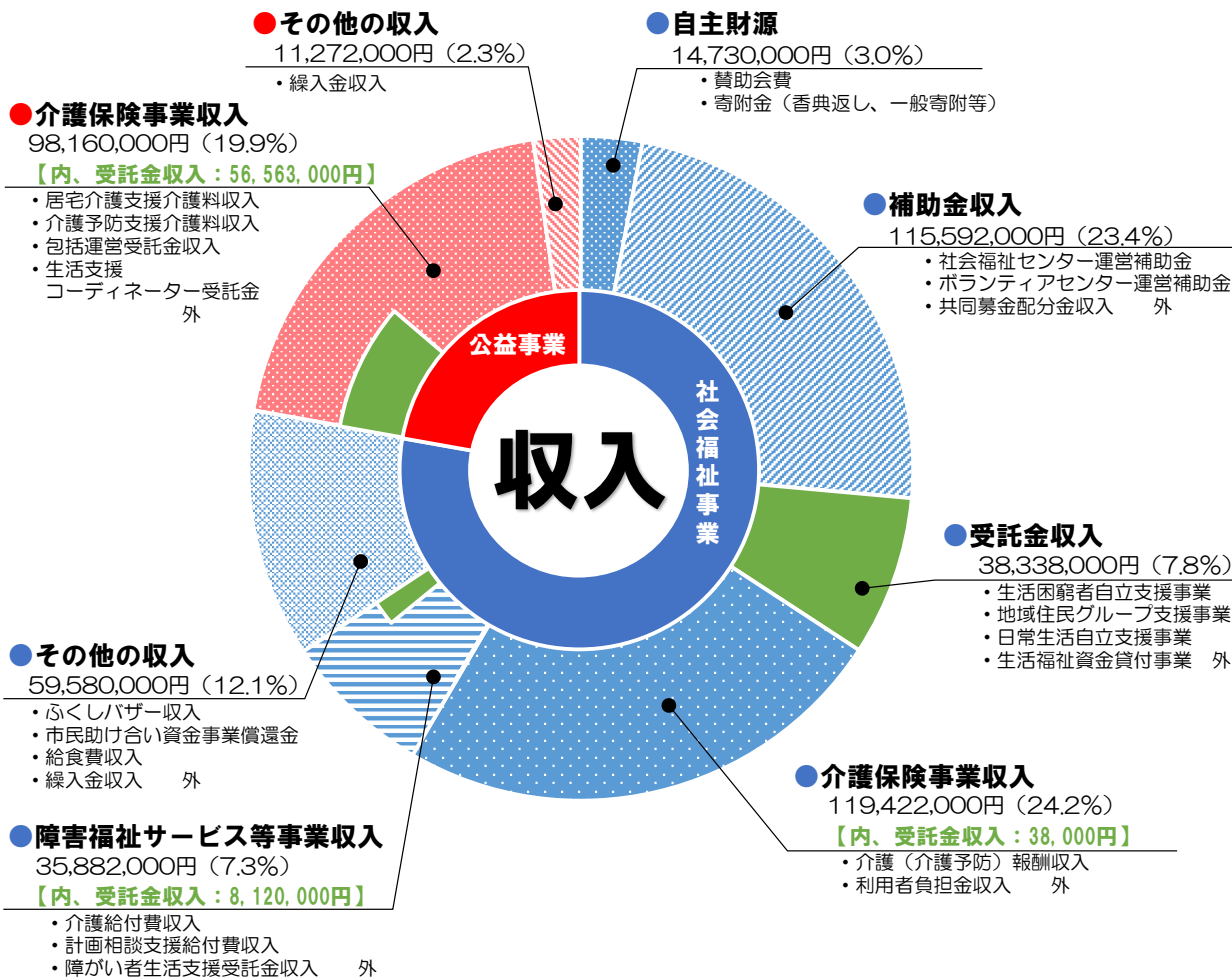 ●その他の収入
11,272,000円（2.3%）
・繰入金収入
●自主財源
14,730,000円（3.0%）
・賛助会費
・寄附金（香典返し、一般寄附等）
●介護保険事業収入
98,160,000円（19.9%）
【内、受託金収入：56,563,000円】
・居宅介護支援介護料収入
・介護予防支援介護料収入
・包括運営受託金収入
・生活支援
コーディネーター受託金
外
●補助金収入
115,592,000円（23.4%）
・社会福祉センター運営補助金
・ボランティアセンター運営補助金
・共同募金配分金収入　外
公益事業
社会福祉事業
収入
●受託金収入
38,338,000円（7.8%）
・生活困窮者自立支援事業
・地域住民グループ支援事業
・日常生活自立支援事業
・生活福祉資金貸付事業　外
●その他の収入
59,580,000円（12.1%）
・ふくしバザー収入
・市民助け合い資金事業償還金
・給食費収入
・繰入金収入　外
●介護保険事業収入
119,422,000円（24.2%）
【内、受託金収入：38,000円】
・介護（介護予防）報酬収入
・利用者負担金収入　外
●障害福祉サービス等事業収入
35,882,000円（7.3%）
【内、受託金収入：8,120,000円】
・介護給付費収入
・計画相談支援給付費収入
・障がい者生活支援受託金収入　外